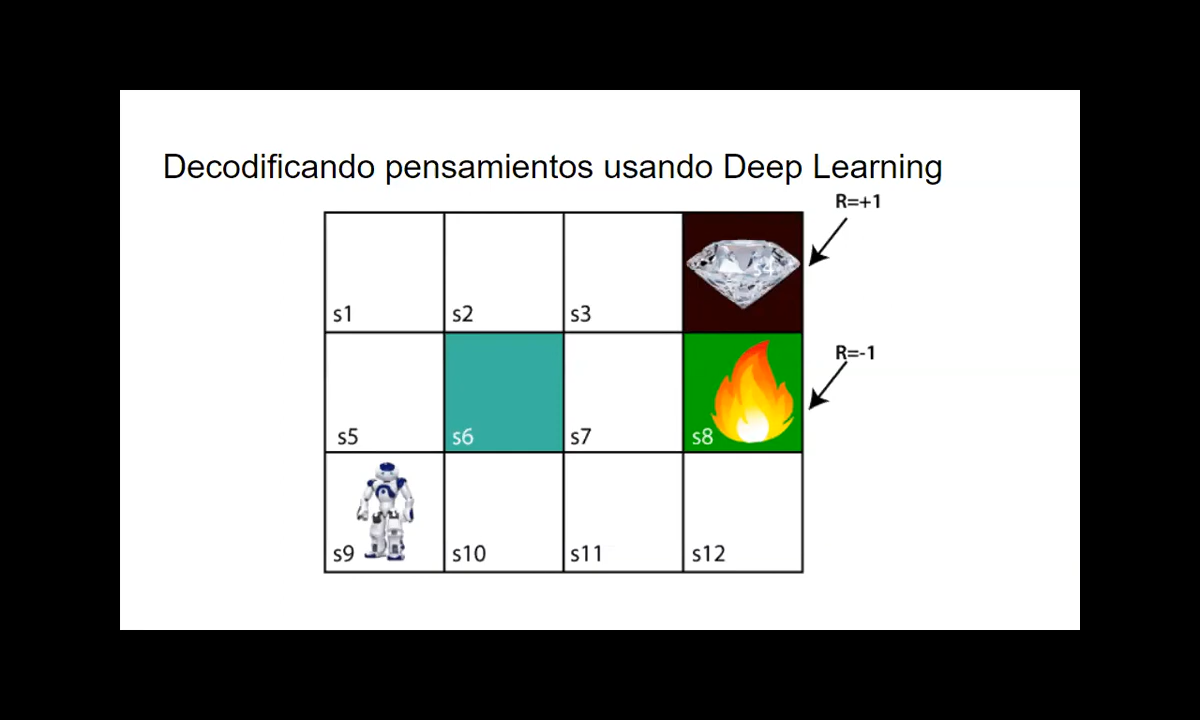 Decodificando pensamientos usando Deep Learning
R=+1
s4
s1 s2 s3
R=-1
s5 s6 s7 s8
s9 s10 s11 s12